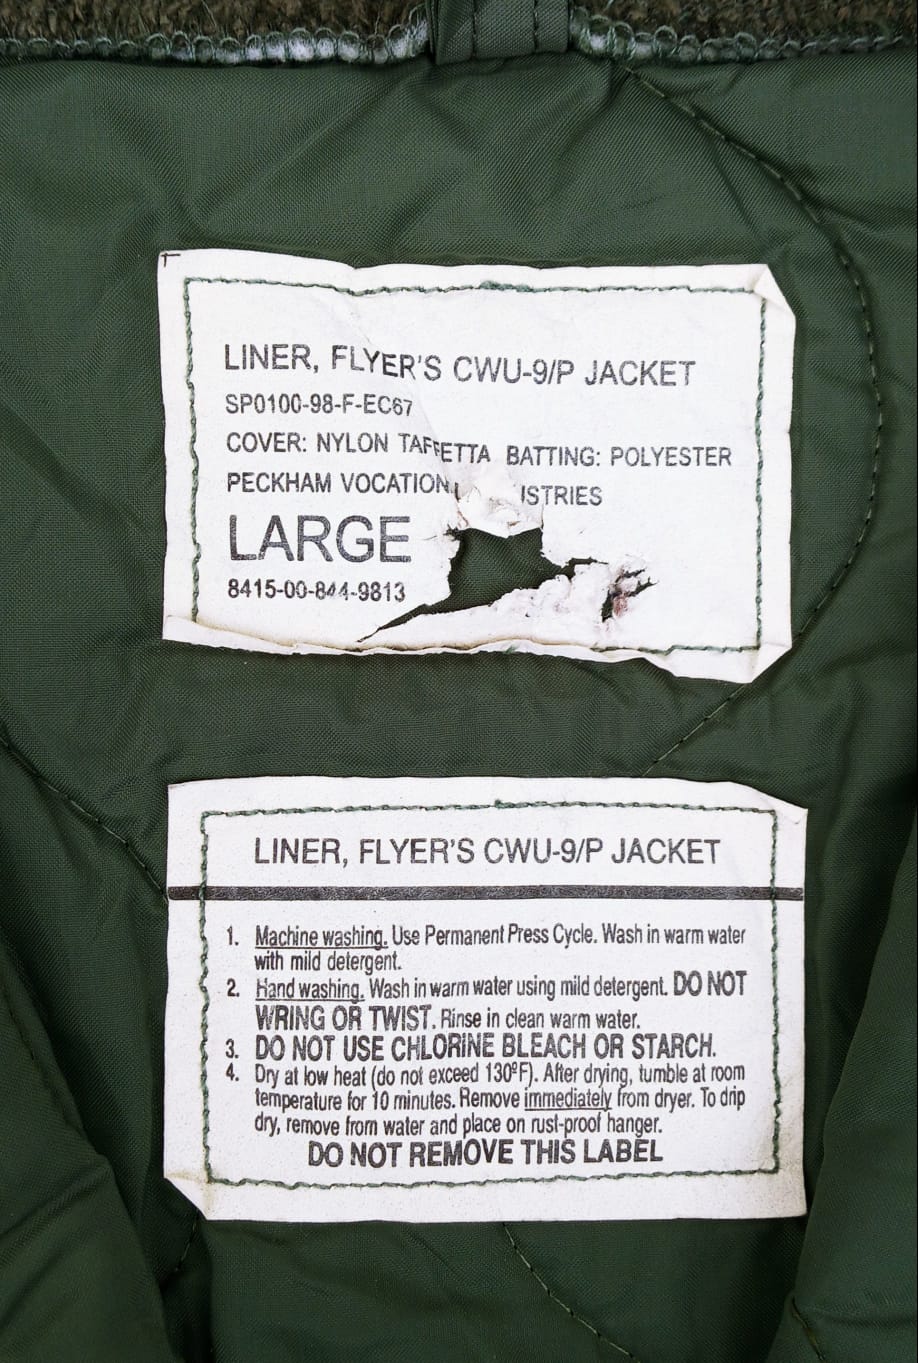 LINER, FLYER'S CWU-9/P JACKET
SP0100-98-F-EC67
COVER: NYLON TAFFETTA BATTING: POLYESTER
PECKHAM VOCATION ISTRIES
LARGE
8415-00-844-9813
LINER, FLYER'S CWU-9/P JACKET
1. Machine washing. Use Permanent Press Cycle. Wash in warm water
with mild detergent.
2. Hand washing. Wash in warm water using mild detergent. DO NOT
WRING OR TWIST. Rinse in clean warm water.
3. DO NOT USE CHLORINE BLEACH OR STARCH.
4. Dry at low heat (do not exceed 130ºF). After drying, tumble at room
temperature for 10 minutes. Remove immediately from dryer. To drip
dry, remove from water and place on rust-proof hanger.
DO NOT REMOVE THIS LABEL